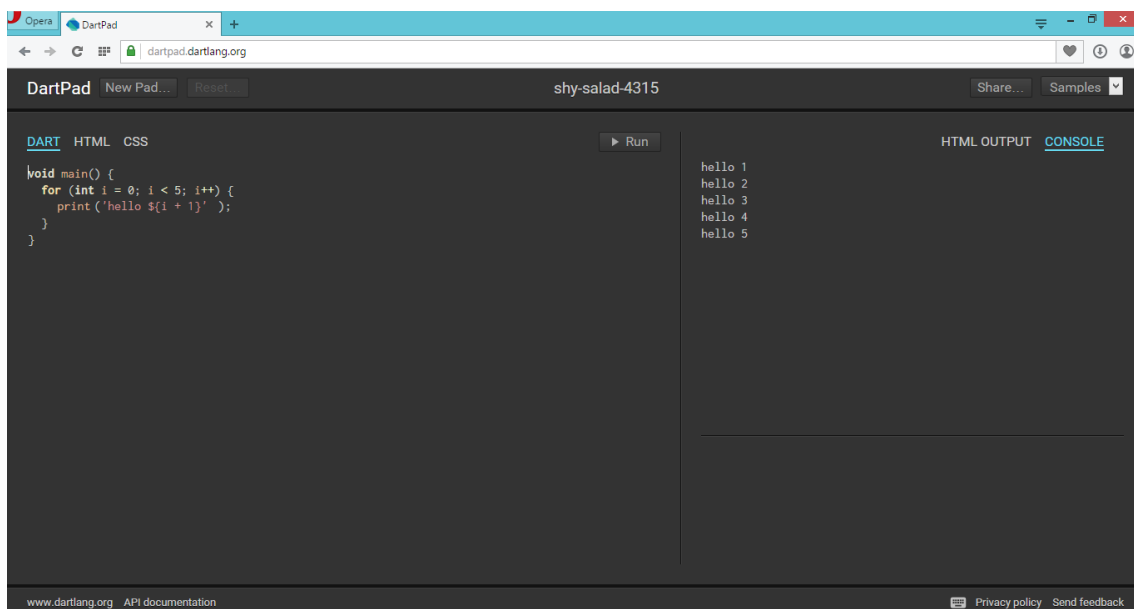 Opera DartPad
dartpad.dartlang.org
DartPad New Pad... Reset... shy-salad-4315 Share... Samples
DART HTML CSS Run HTML OUTPUT CONSOLE
void main() {
for (int i = 0; i < 5; i++) {
print ('hello ${i + 1}' );
}
}
hello 1
hello 2
hello 3
hello 4
hello 5
www.dartlang.org API documentation Privacy policy Send feedback